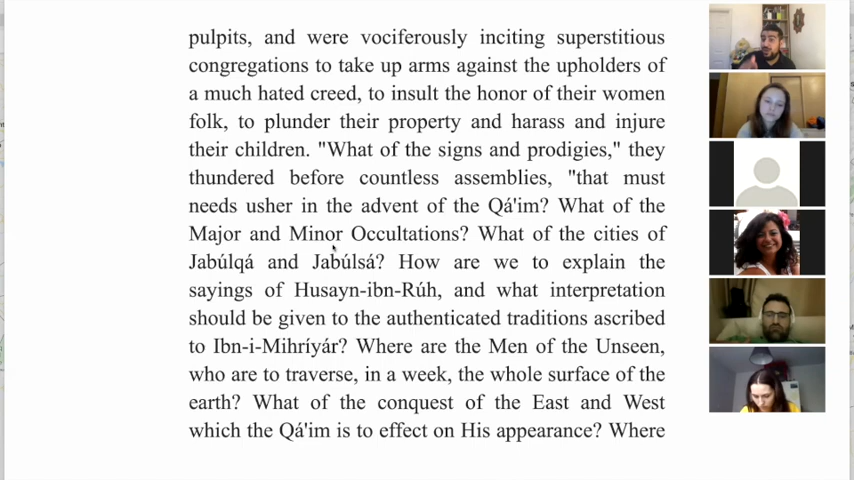 pulpits, and were vociferously inciting superstitious
congregations to take up arms against the upholders of
a much hated creed, to insult the honor of their women
folk, to plunder their property and harass and injure
their children. "What of the signs and prodigies," they
thundered before countless assemblies, "that must
needs usher in the advent of the Qá'im? What of the
Major and Minor Occultations? What of the cities of
Jabúlqá and Jabúlsá? How are we to explain the
sayings of Husayn-ibn-Rúh, and what interpretation
should be given to the authenticated traditions ascribed
to Ibn-i-Mihríyár? Where are the Men of the Unseen,
who are to traverse, in a week, the whole surface of the
earth? What of the conquest of the East and West
which the Qá'im is to effect on His appearance? Where